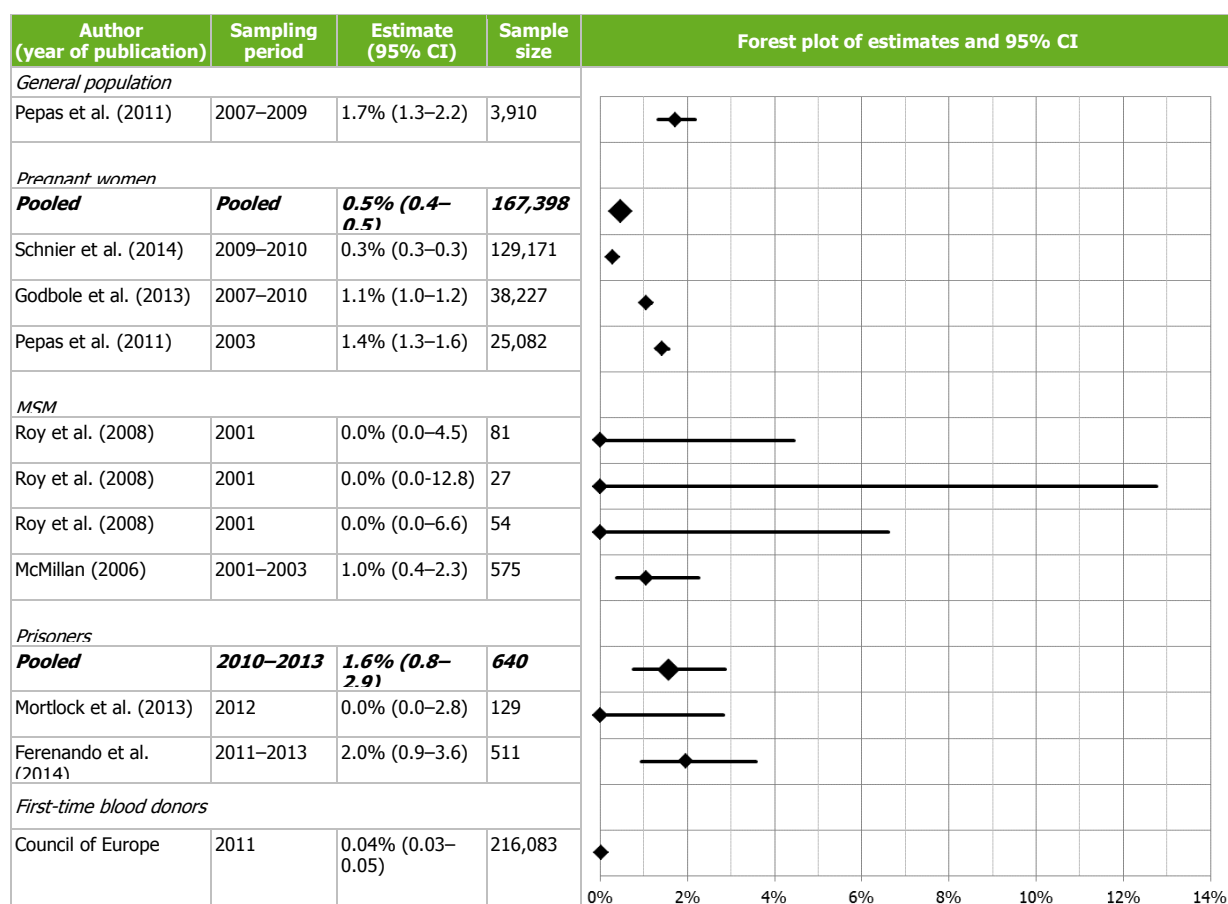 Author (year of publication) Sampling period Estimate (95% CI) Sample size Forest plot of estimates and 95% CI
General population
Pepas et al. (2011) 2007–2009 1.7% (1.3–2.2) 3,910
Pregnant women
Pooled Pooled 0.5% (0.4–0.5) 167,398
Schnier et al. (2014) 2009–2010 0.3% (0.3–0.3) 129,171
Godbole et al. (2013) 2007–2010 1.1% (1.0–1.2) 38,227
Pepas et al. (2011) 2003 1.4% (1.3–1.6) 25,082
MSM
Roy et al. (2008) 2001 0.0% (0.0–4.5) 81
Roy et al. (2008) 2001 0.0% (0.0-12.8) 27
Roy et al. (2008) 2001 0.0% (0.0–6.6) 54
McMillan (2006) 2001–2003 1.0% (0.4–2.3) 575
Prisoners
Pooled 2010–2013 1.6% (0.8–2.9) 640
Mortlock et al. (2013) 2012 0.0% (0.0–2.8) 129
Ferenando et al. (2014) 2011–2013 2.0% (0.9–3.6) 511
First-time blood donors
Council of Europe 2011 0.04% (0.03–0.05) 216,083
0% 2% 4% 6% 8% 10% 12% 14%